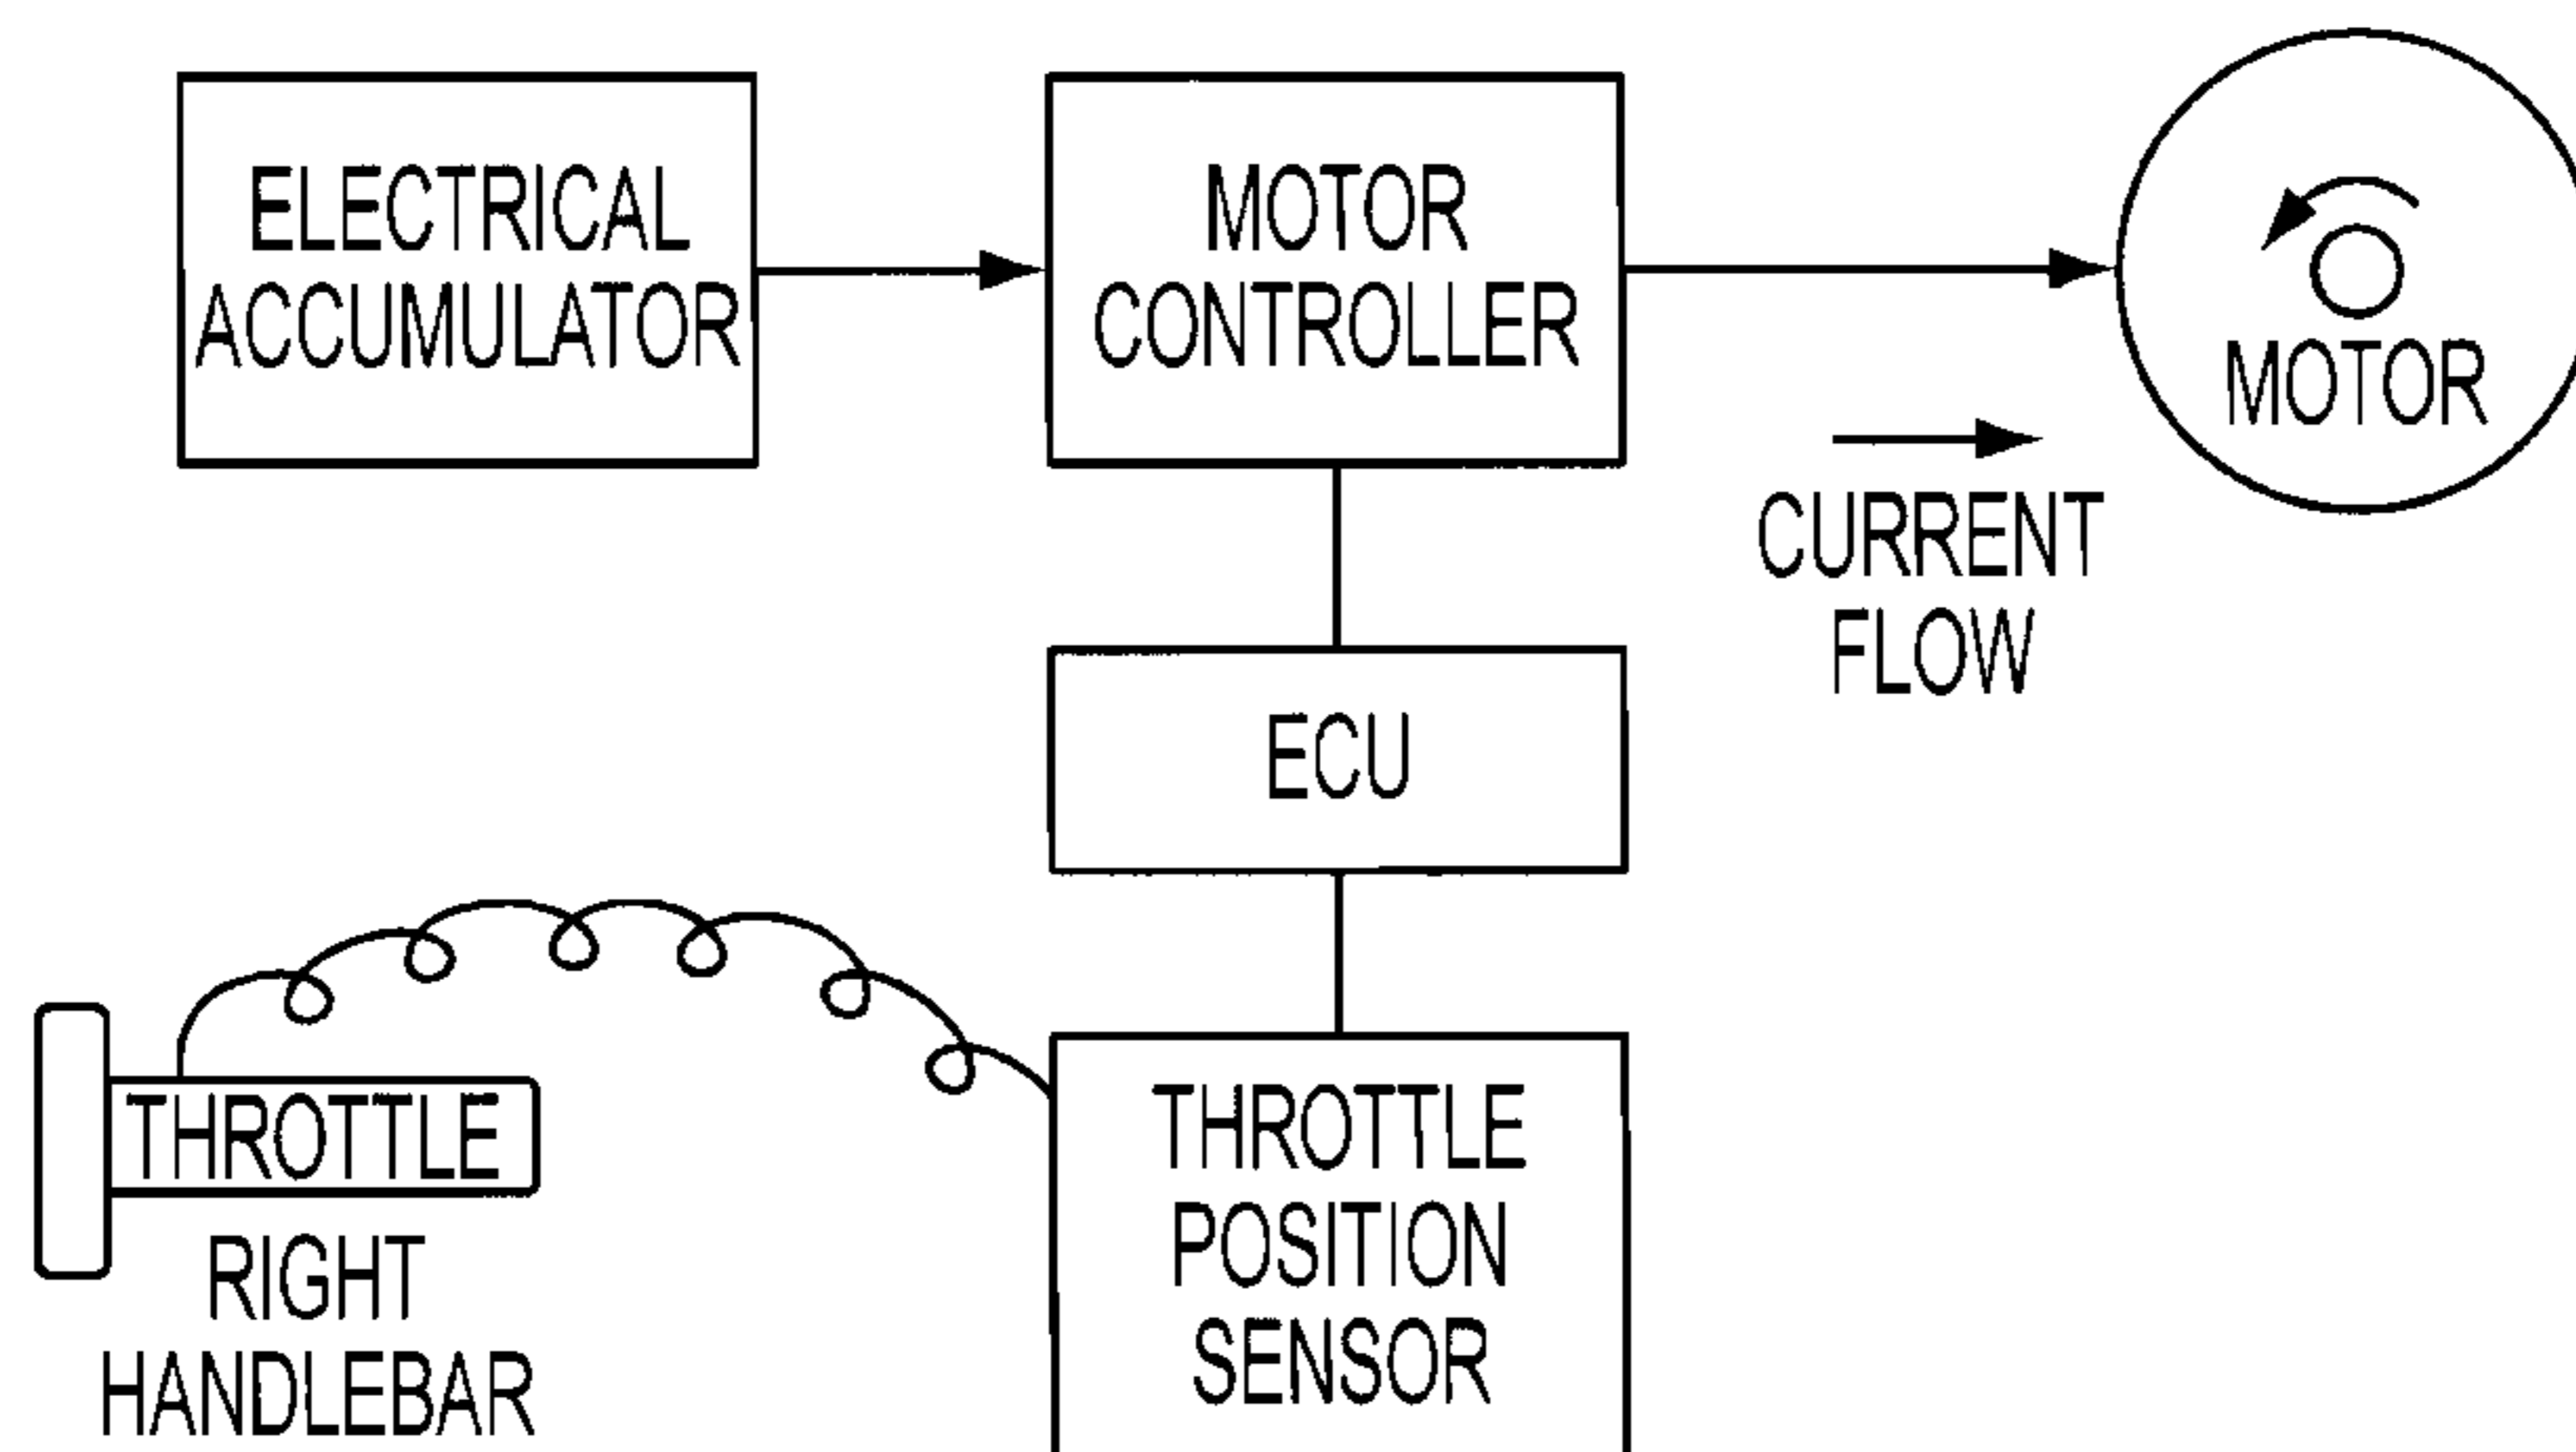 ELECTRICAL
ACCUMULATOR
MOTOR
CONTROLLER
MOTOR
CURRENT
FLOW
ECU
THROTTLE
RIGHT
HANDLEBAR
THROTTLE
POSITION
SENSOR